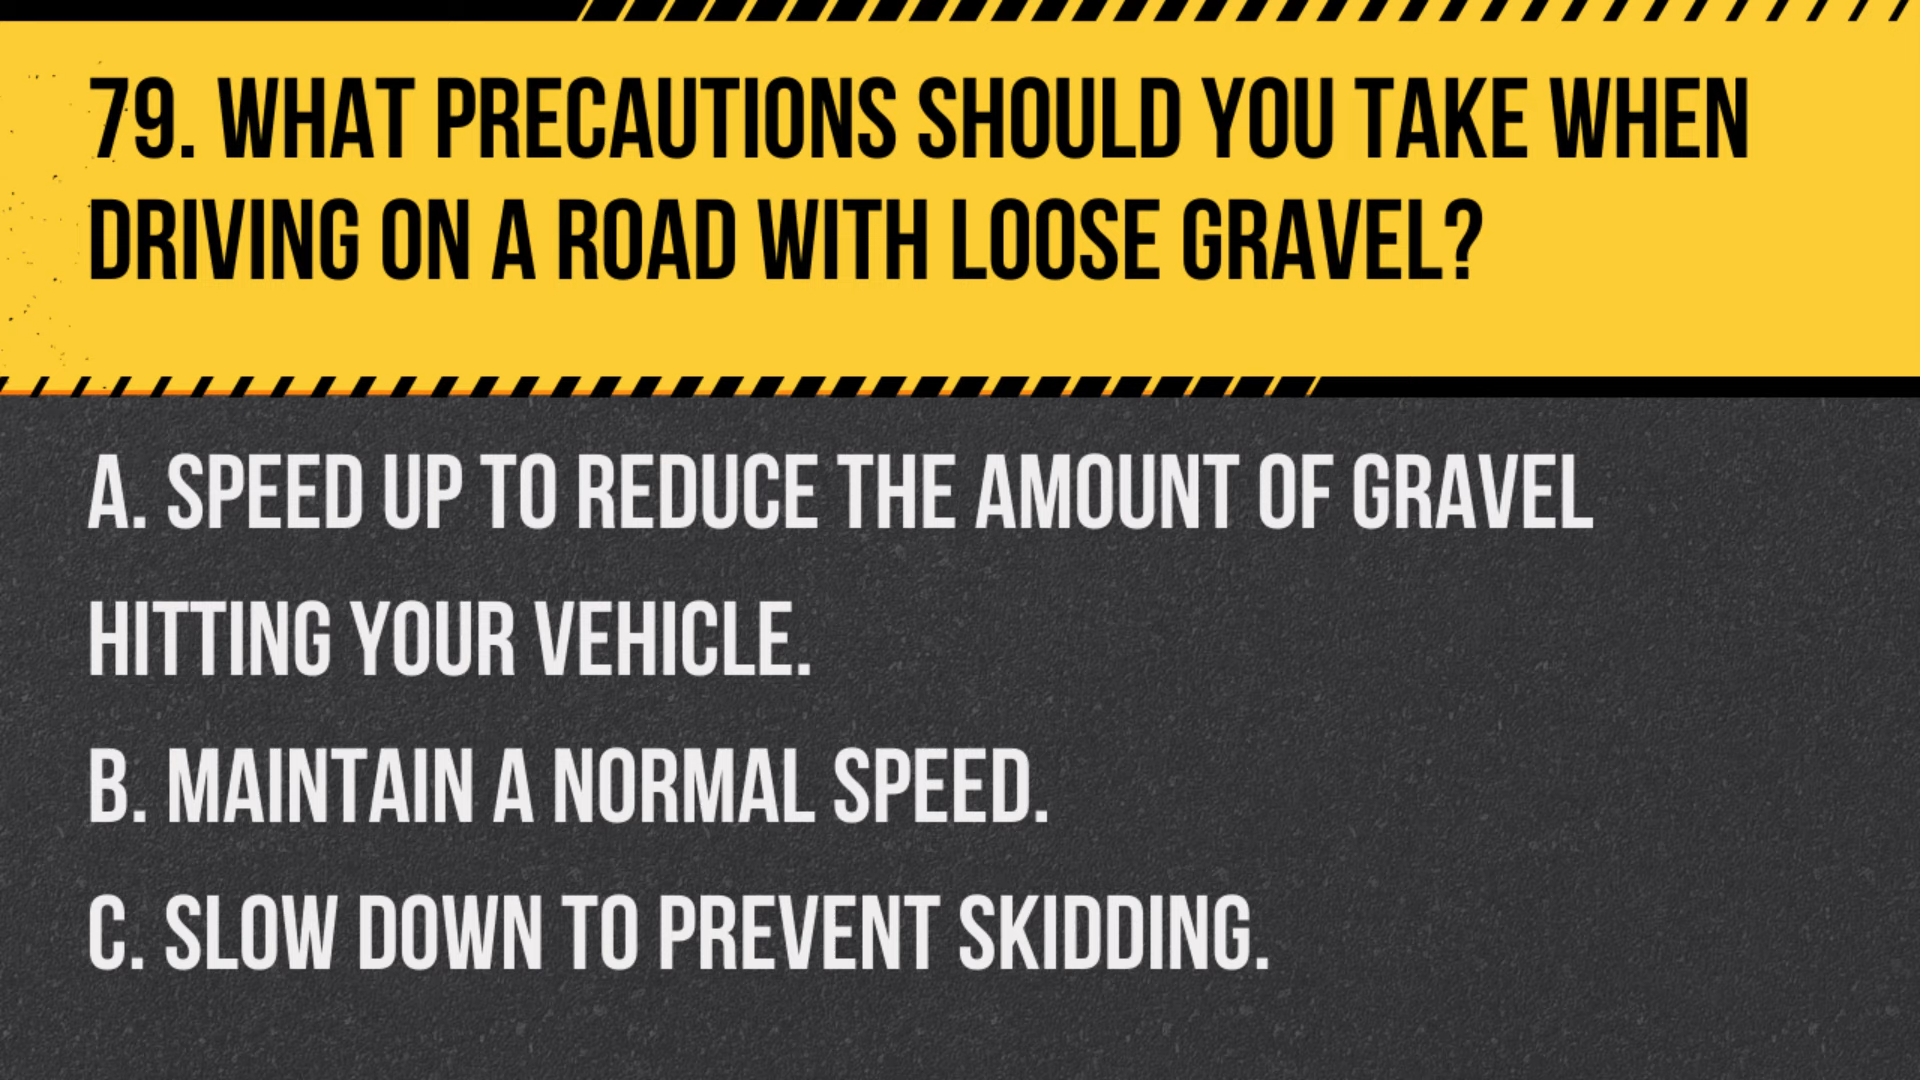 79. WHAT PRECAUTIONS SHOULD YOU TAKE WHEN
DRIVING ON A ROAD WITH LOOSE GRAVEL?
A. SPEED UP TO REDUCE THE AMOUNT OF GRAVEL
HITTING YOUR VEHICLE.
B. MAINTAIN A NORMAL SPEED.
C. SLOW DOWN TO PREVENT SKIDDING.